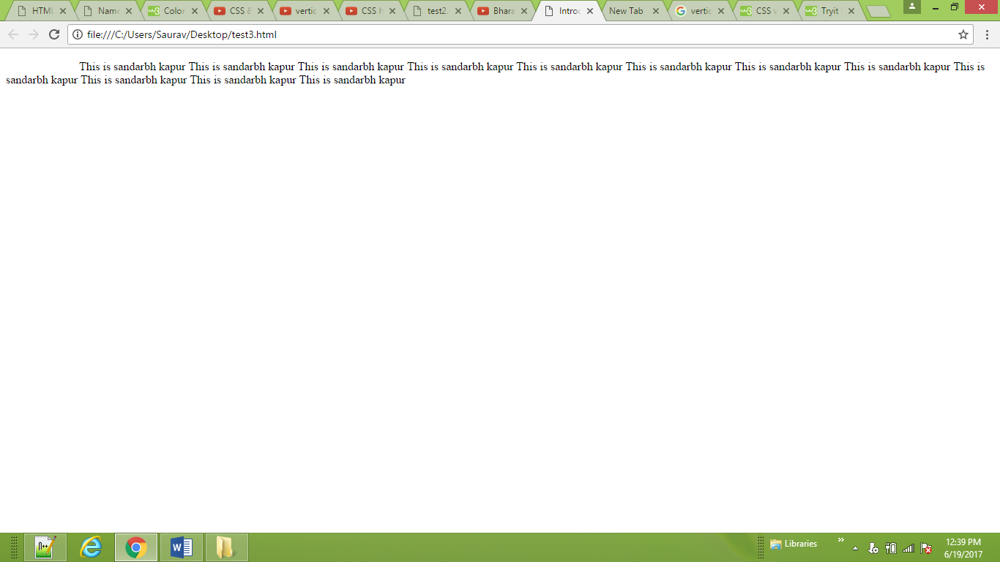 HTML Name Color CSS & vertic CSS h test2. Bhara Introd New Tab vertic CSS v Tryit
file:///C:/Users/Saurav/Desktop/test3.html
This is sandarbh kapur This is sandarbh kapur This is sandarbh kapur This is sandarbh kapur This is sandarbh kapur This is sandarbh kapur This is sandarbh kapur This is sandarbh kapur This is
sandarbh kapur This is sandarbh kapur This is sandarbh kapur This is sandarbh kapur
Libraries
12:39 PM
6/19/2017